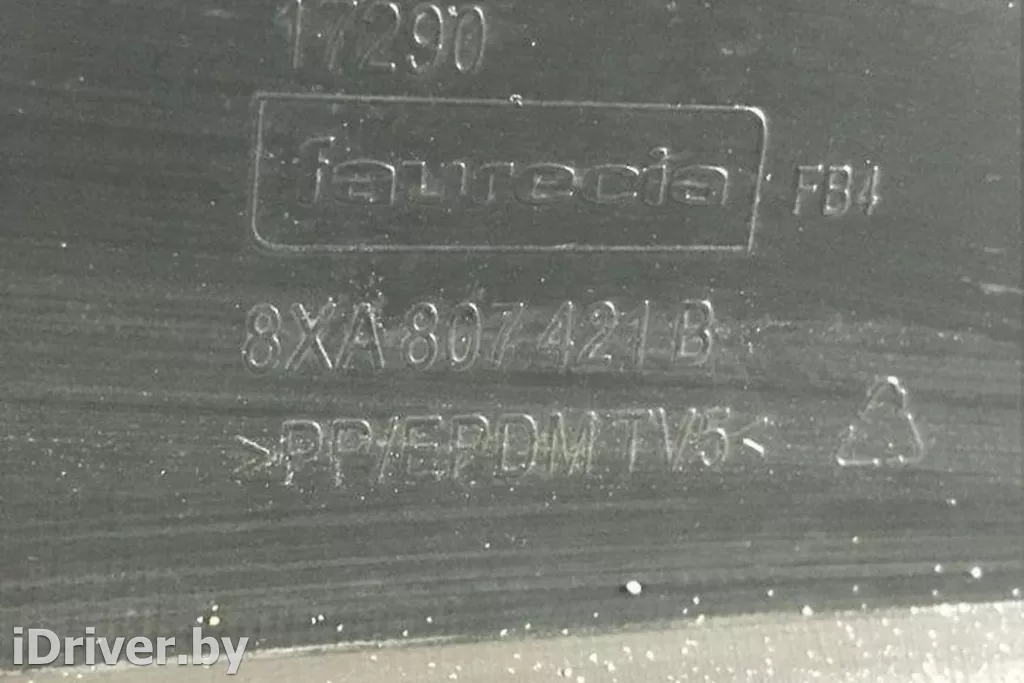 17290
faurecia FB4
8XA 807 421 B
>PP/EPDM TV5<
iDriver.by